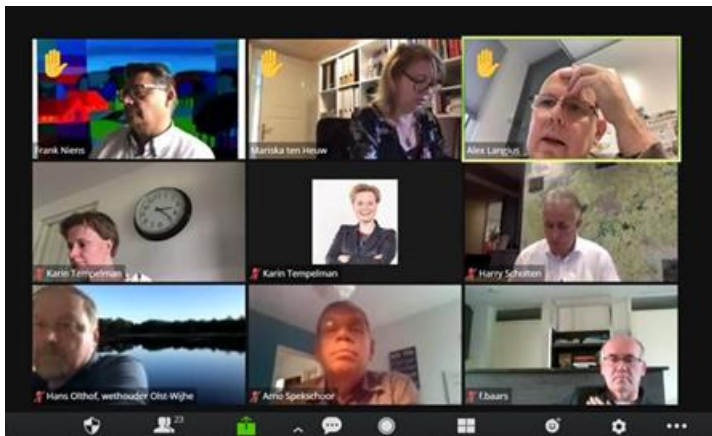 Frank Niens
Mariska ten Heuw
Alex Langius
Karin Tempelman
Karin Tempelman
Harry Scholten
Hans Olthof, wethouder Olst-Wijhe
Arno Spekschoor
f.baars
23